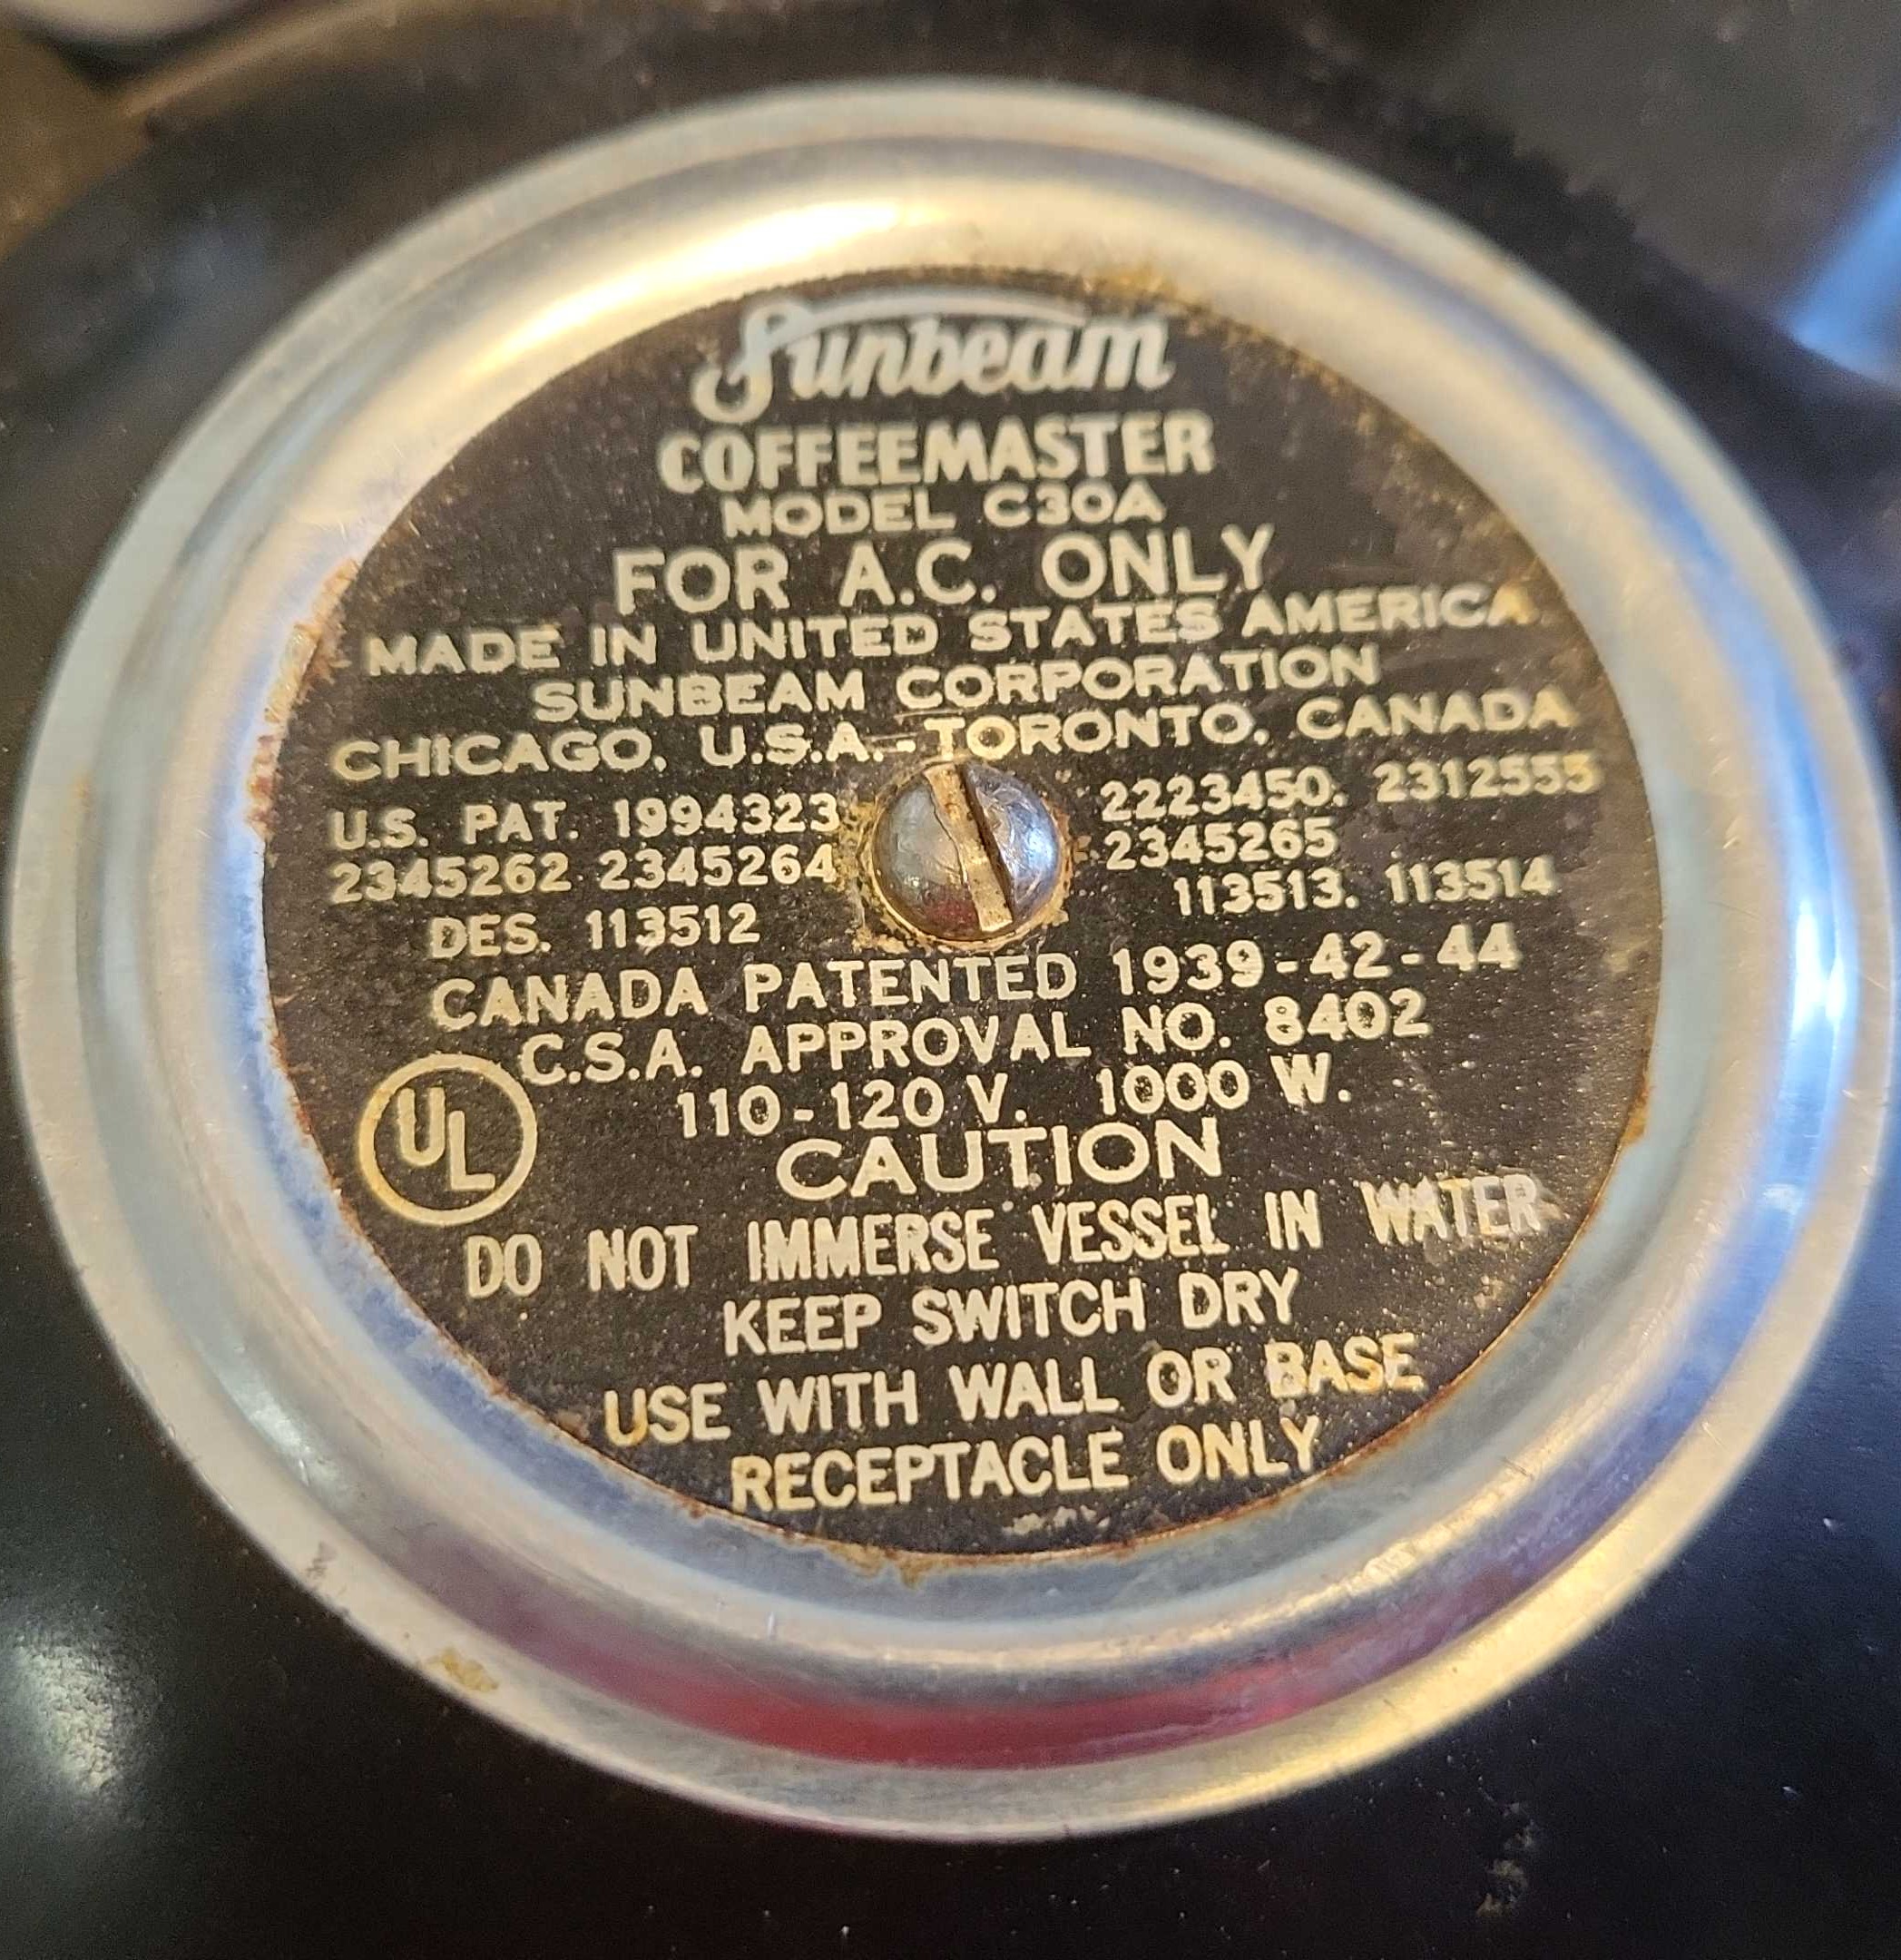 Sunbeam
COFFEEMASTER
MODEL C30A
FOR A.C. ONLY
MADE IN UNITED STATES AMERICA
SUNBEAM CORPORATION
CHICAGO, U.S.A.-TORONTO, CANADA
U.S. PAT. 1994323 2223450. 2312555
2345262 2345264 2345265
DES. 113512 113513. 113514
CANADA PATENTED 1939-42-44
C.S.A. APPROVAL NO. 8402
110-120 V. 1000 W.
UL
CAUTION
DO NOT IMMERSE VESSEL IN WATER
KEEP SWITCH DRY
USE WITH WALL OR BASE
RECEPTACLE ONLY